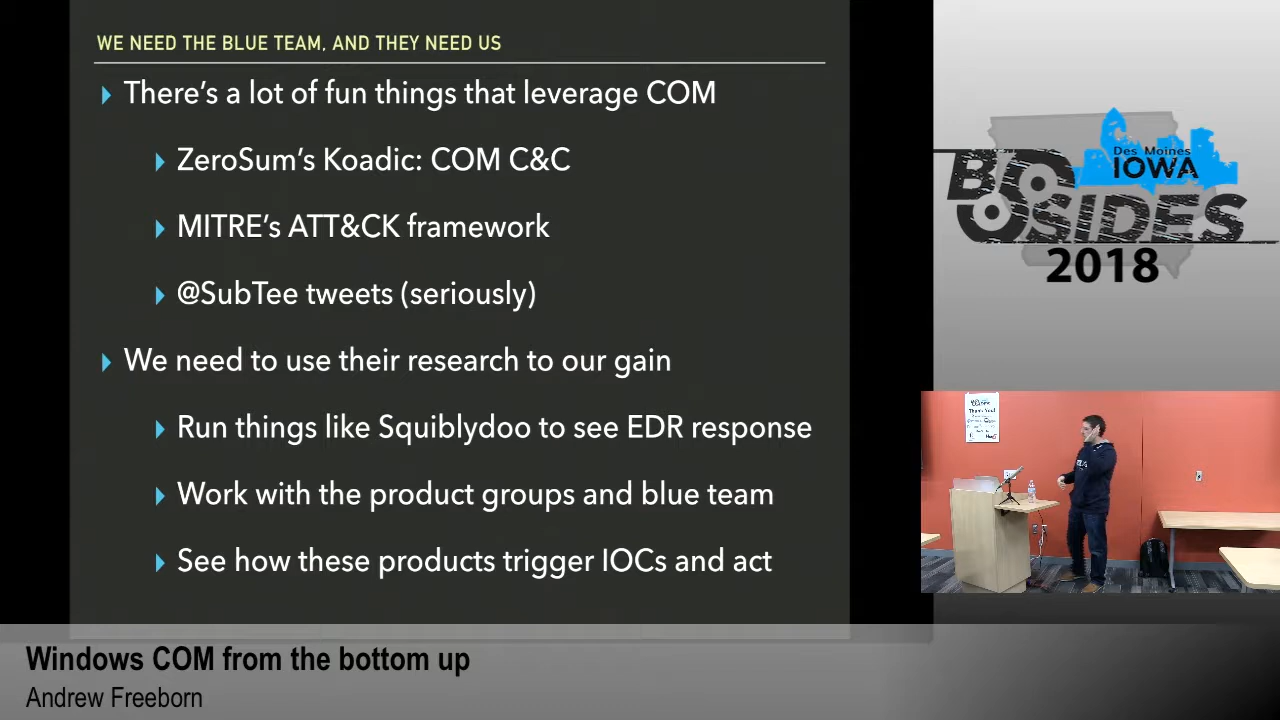 WE NEED THE BLUE TEAM, AND THEY NEED US
There's a lot of fun things that leverage COM
ZeroSum's Koadic: COM C&C
MITRE's ATT&CK framework
@SubTee tweets (seriously)
We need to use their research to our gain
Run things like Squiblydoo to see EDR response
Work with the product groups and blue team
See how these products trigger IOCs and act
Des Moines
IOWA
BSIDES
2018
Thank You!
Windows COM from the bottom up
Andrew Freeborn